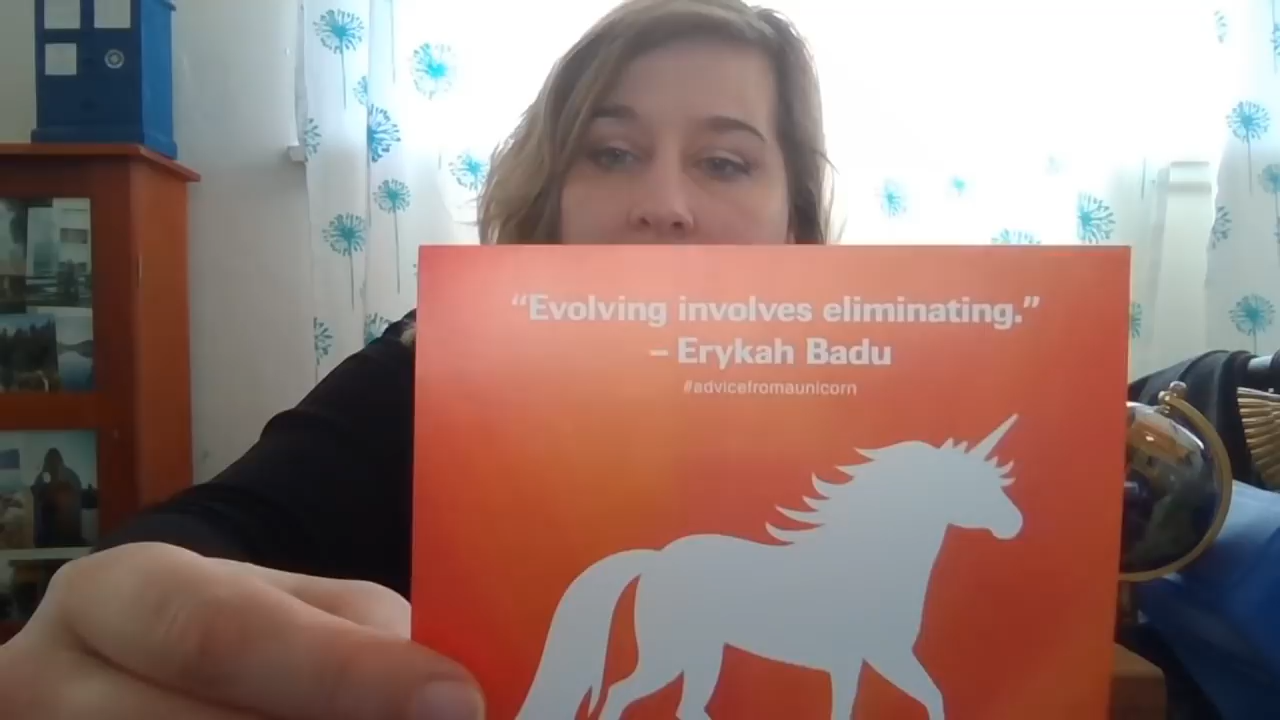 “Evolving involves eliminating.”
– Erykah Badu
#advicefromaunicorn